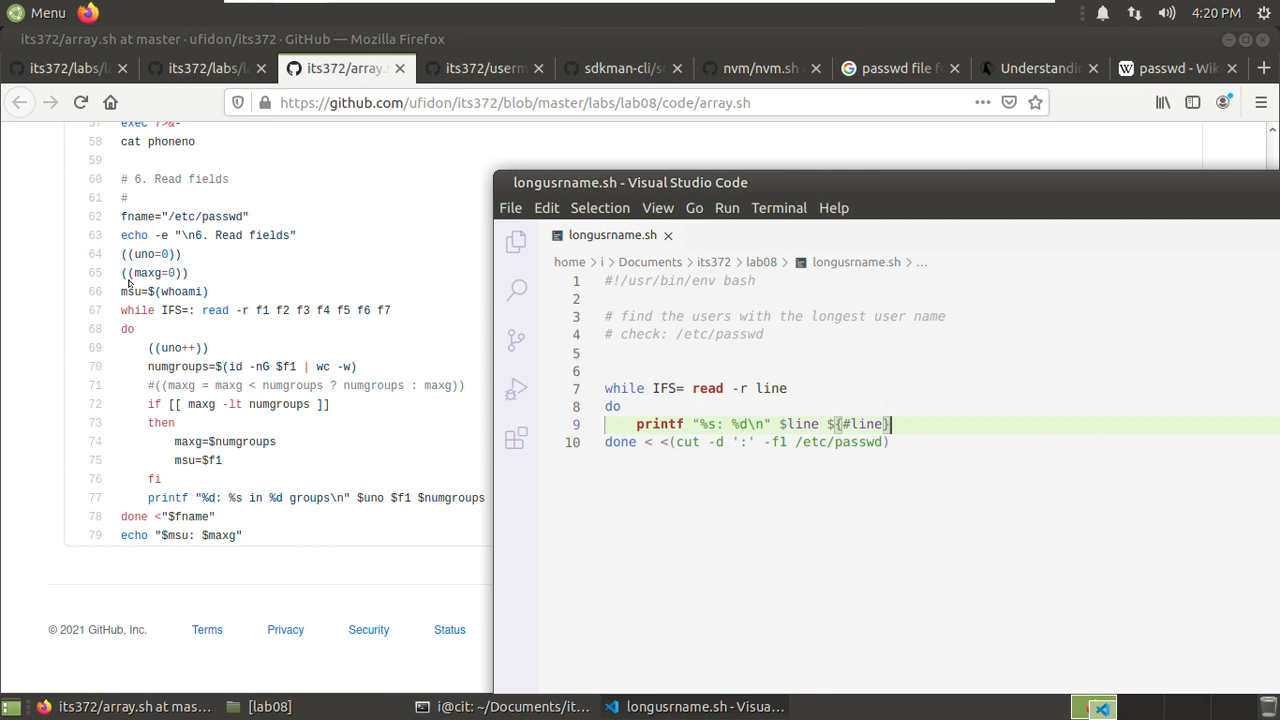 Menu
4:20 PM
its372/array.sh at master · ufidon/its372 · GitHub — Mozilla Firefox
its372/labs/l
its372/labs/l
its372/array.
its372/userm
sdkman-cli/s
nvm/nvm.sh
passwd file f
Understandin
passwd - Wik
https://github.com/ufidon/its372/blob/master/labs/lab08/code/array.sh
57 exec 7>&-
58 cat phoneno
59
60 # 6. Read fields
61 #
62 fname="/etc/passwd"
63 echo -e "\n6. Read fields"
64 ((uno=0))
65 ((maxg=0))
66 msu=$(whoami)
67 while IFS=: read -r f1 f2 f3 f4 f5 f6 f7
68 do
69 ((uno++))
70 numgroups=$(id -nG $f1 | wc -w)
71 #((maxg = maxg < numgroups ? numgroups : maxg))
72 if [[ maxg -lt numgroups ]]
73 then
74 maxg=$numgroups
75 msu=$f1
76 fi
77 printf "%d: %s in %d groups\n" $uno $f1 $numgroups
78 done <"$fname"
79 echo "$msu: $maxg"
© 2021 GitHub, Inc.
Terms
Privacy
Security
Status
longusrname.sh - Visual Studio Code
File Edit Selection View Go Run Terminal Help
longusrname.sh
home > i > Documents > its372 > lab08 > longusrname.sh > ...
1 #!/usr/bin/env bash
2
3 # find the users with the longest user name
4 # check: /etc/passwd
5
6
7 while IFS= read -r line
8 do
9 printf "%s: %d\n" $line ${#line}
10 done < <(cut -d ':' -f1 /etc/passwd)
its372/array.sh at mas...
[lab08]
i@cit: ~/Documents/it...
longusrname.sh - Visua...